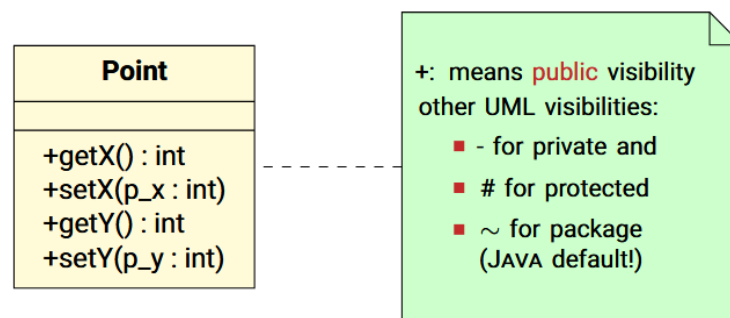 Point
+getX() : int
+setX(p_x : int)
+getY() : int
+setY(p_y : int)
+: means public visibility
other UML visibilities:
- for private and
# for protected
~ for package
(JAVA default!)